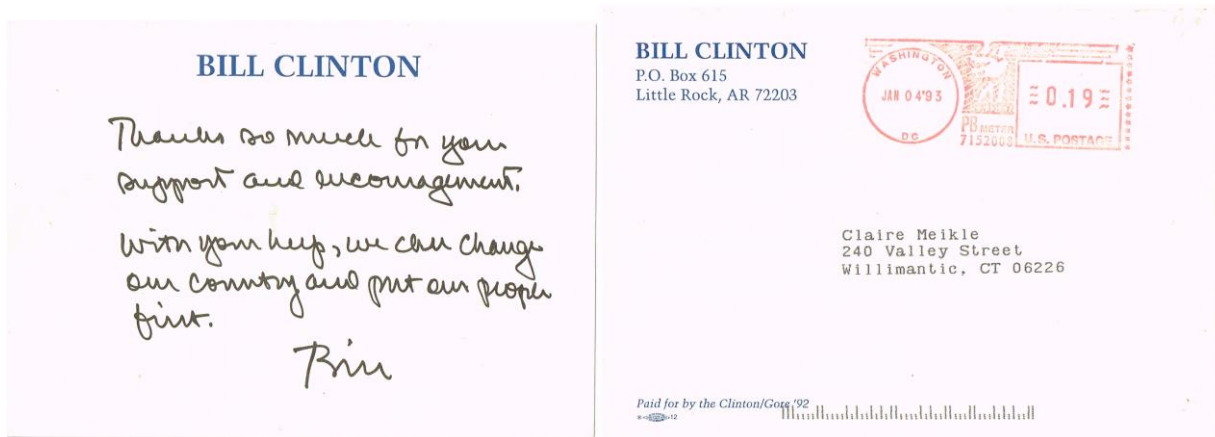 BILL CLINTON
Thanks so much for your
support and encouragement.
With your help, we can change
our country and put our people
first.
Bill
BILL CLINTON
P.O. Box 615
Little Rock, AR 72203
WASHINGTON
JAN 04'93
DC
PB METER
7152008
0.19
U.S. POSTAGE
Claire Meikle
240 Valley Street
Willimantic, CT 06226
Paid for by the Clinton/Gore '92
12